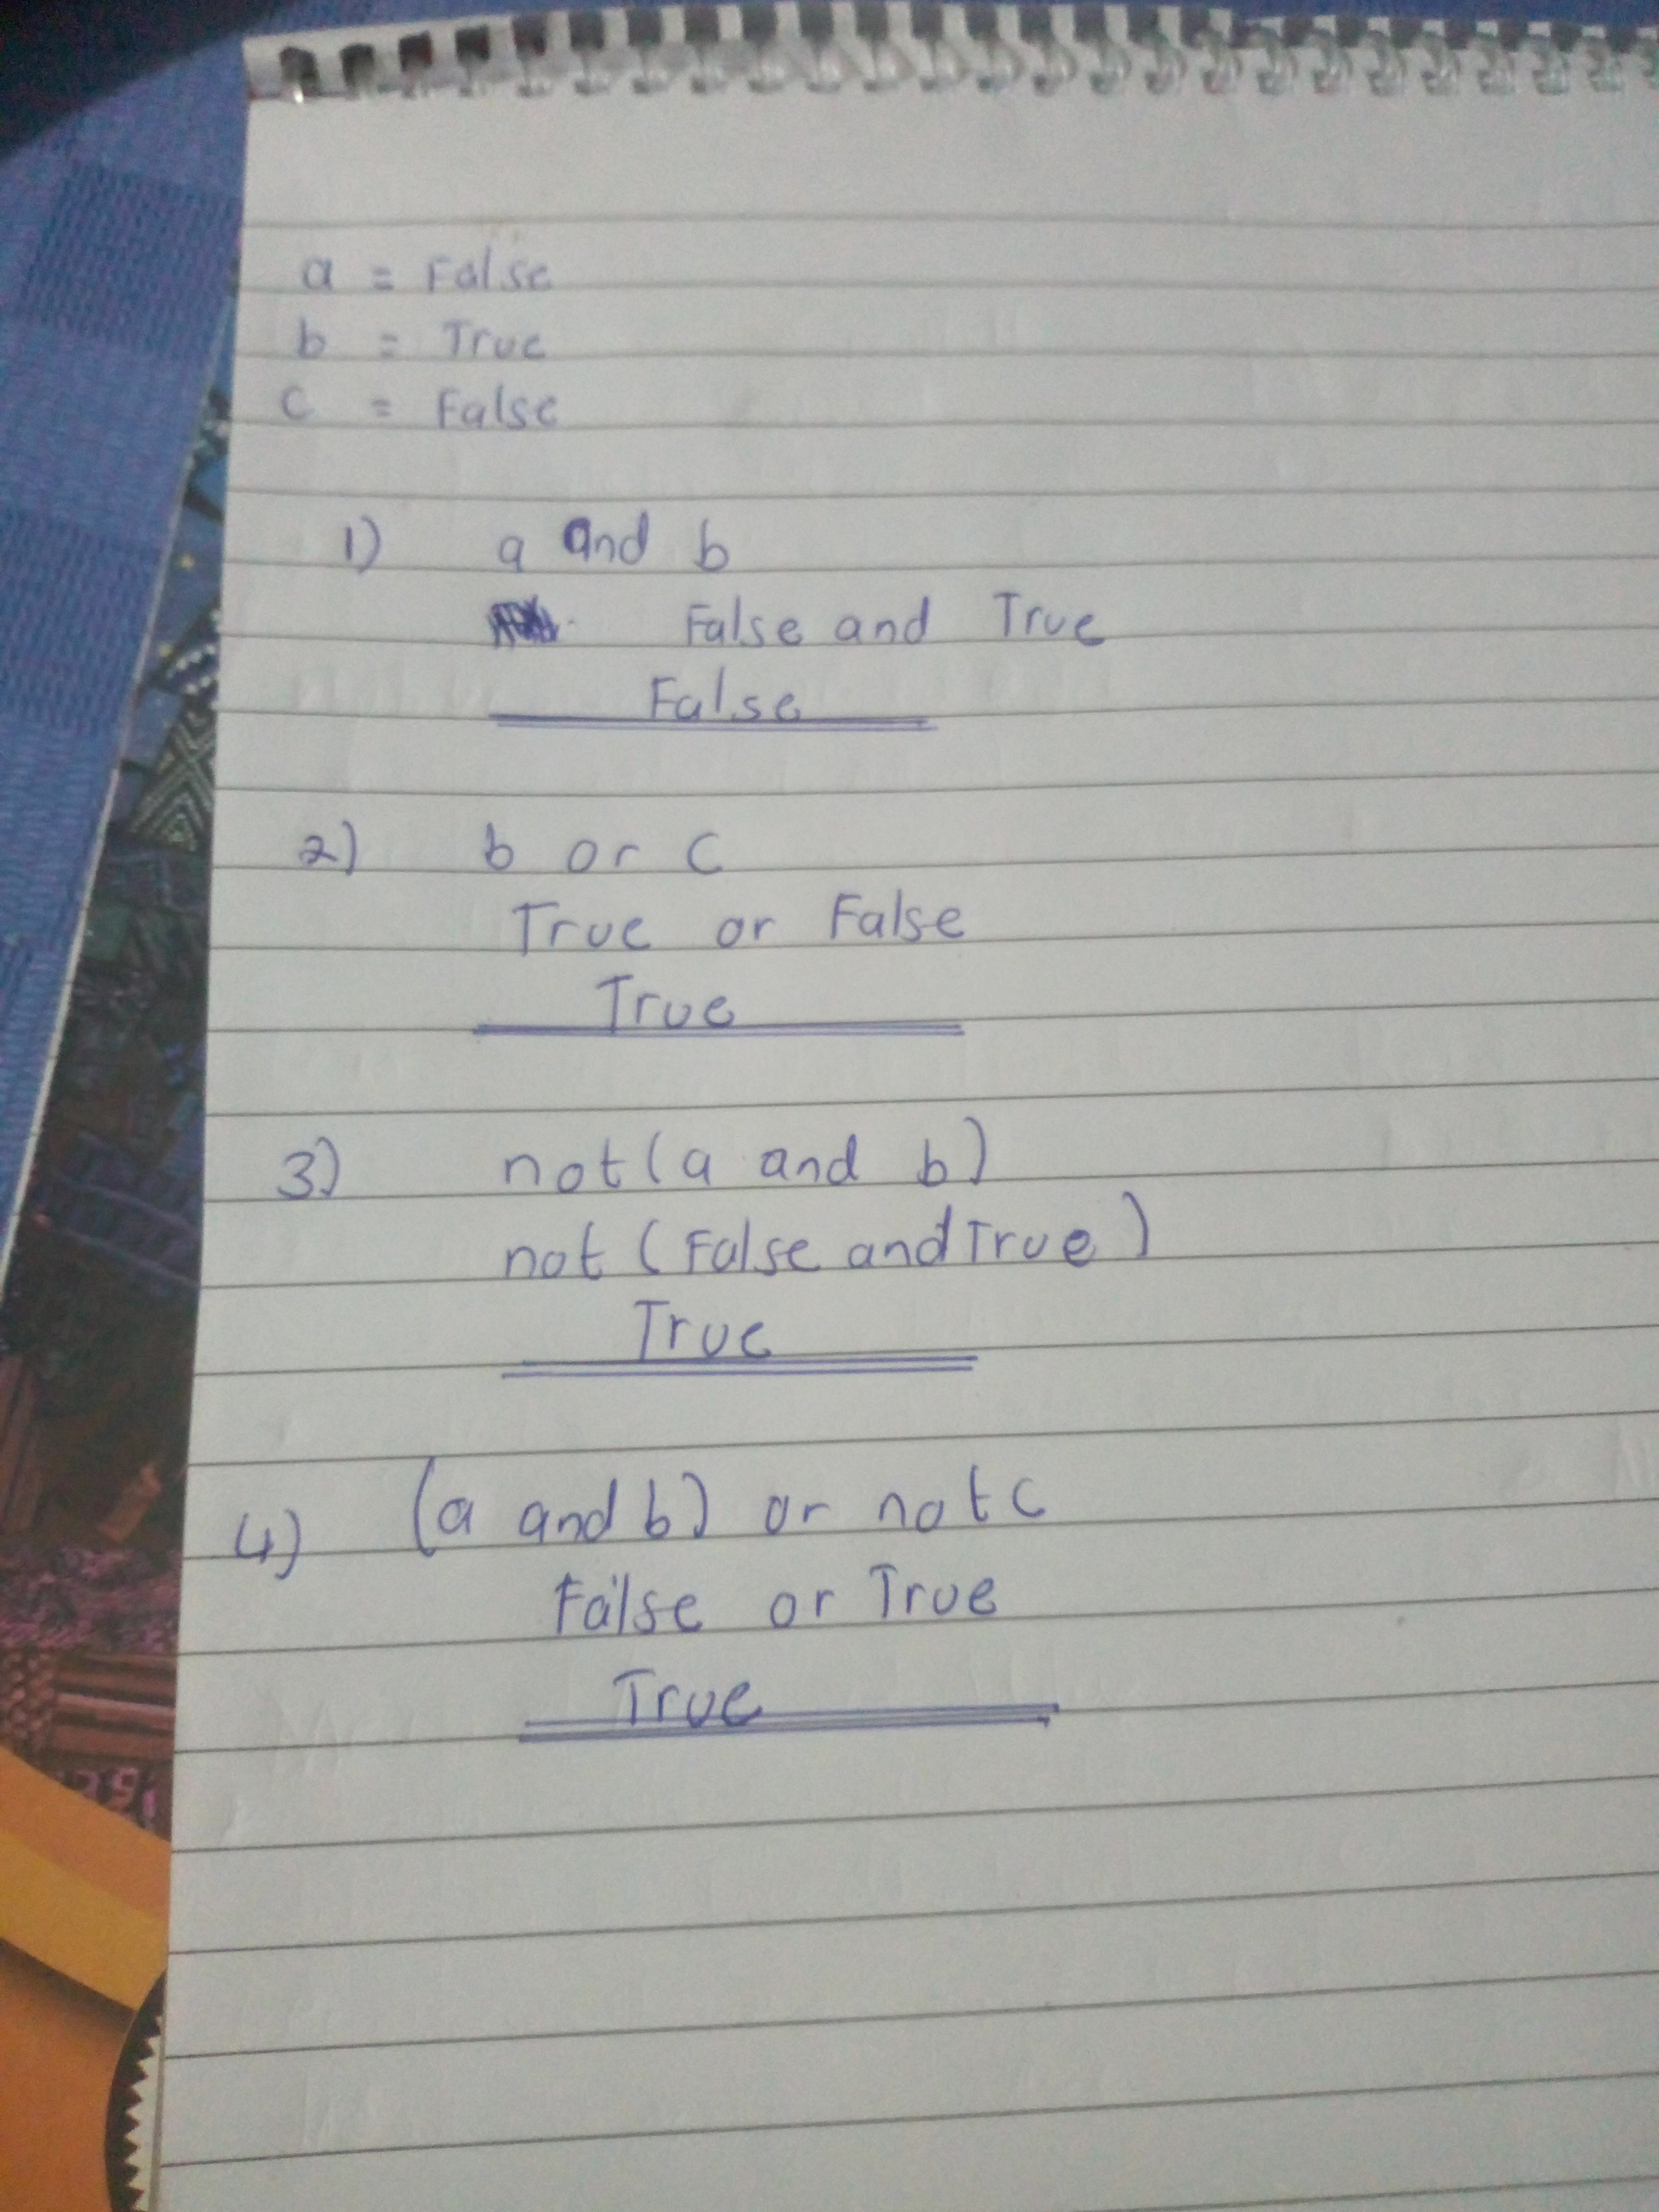 a = False
b = True
c = False
1) a and b
False and True
False
2) b or c
True or False
True
3) not (a and b)
not (False and True)
True
4) (a and b) or not c
False or True
True